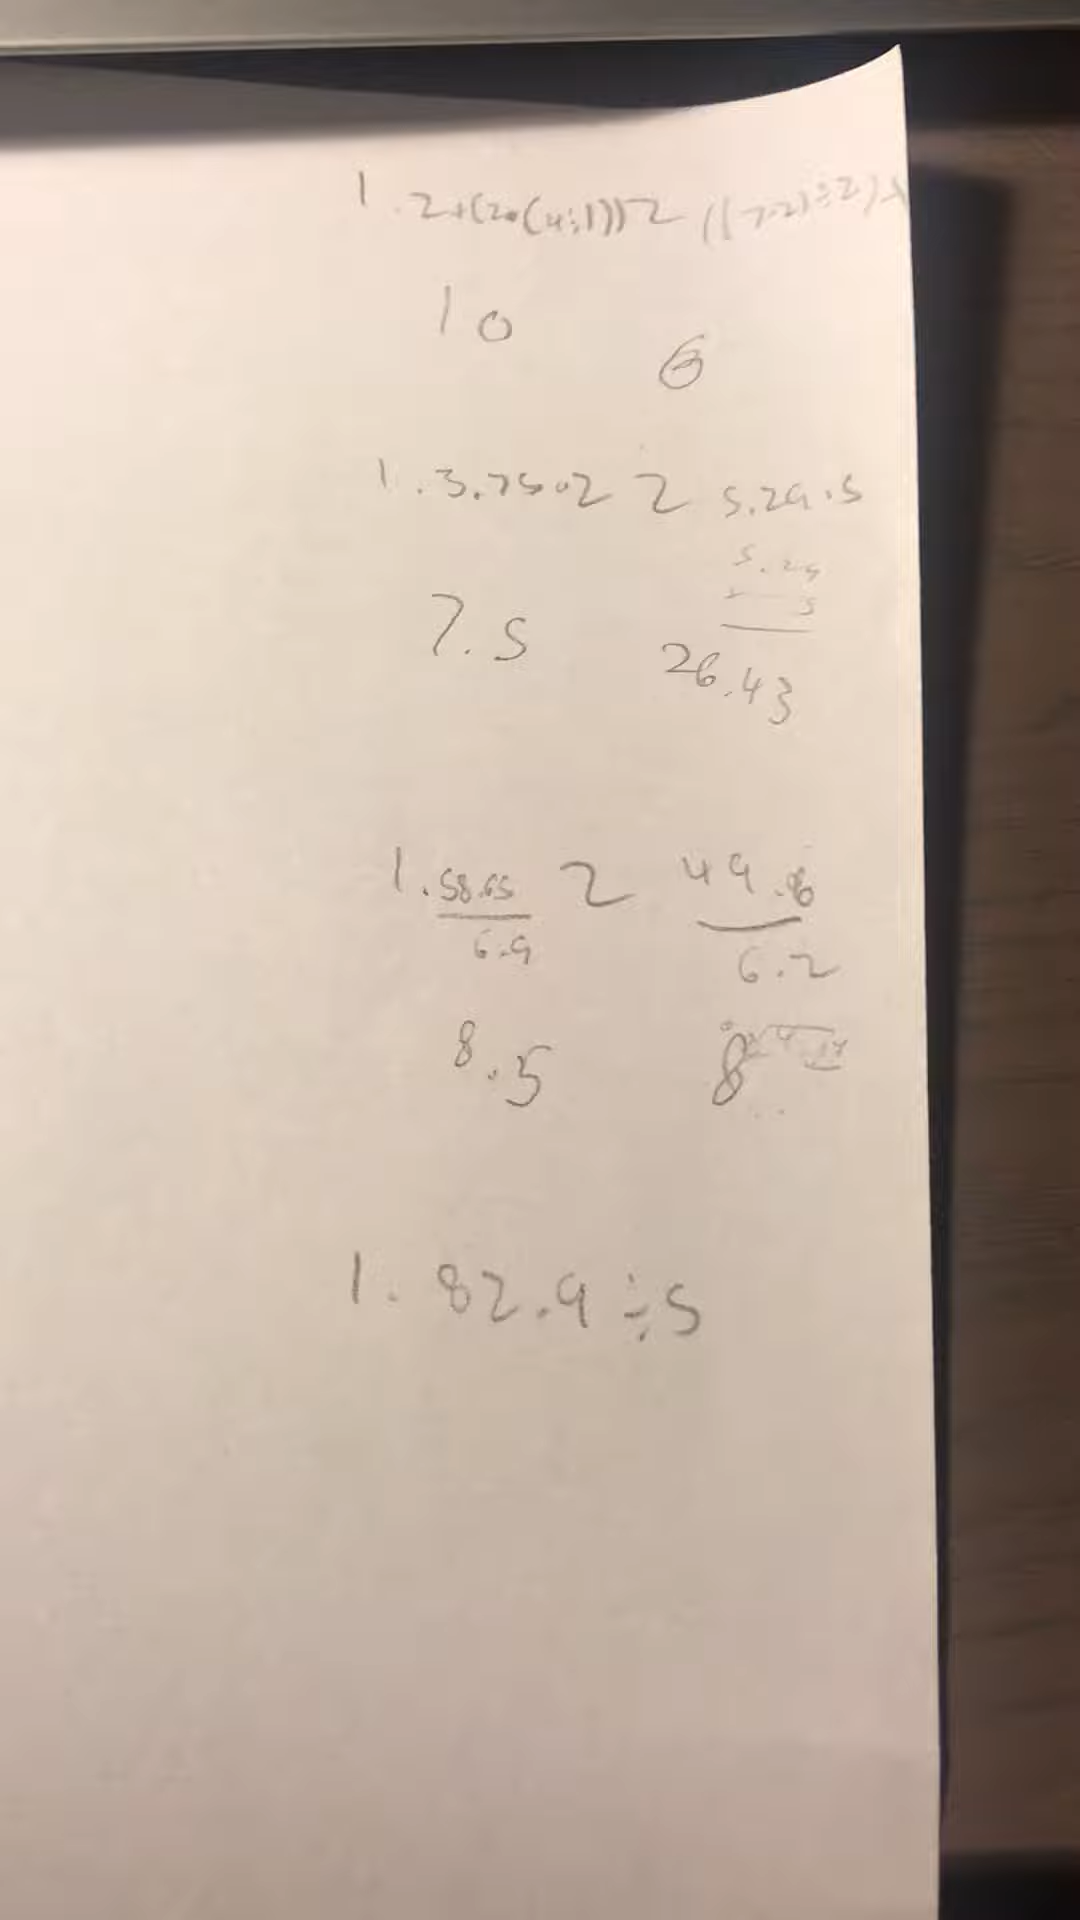 1. 2+(2•(4÷1)) 2 ((7-2)÷2)
10
6
1. 3.75•2 2 5.29•5
5.29
× 5
7.5 26.43
1. 58.65 2 49.6
6.9 6.2
8.5 8
1. 82.9÷5